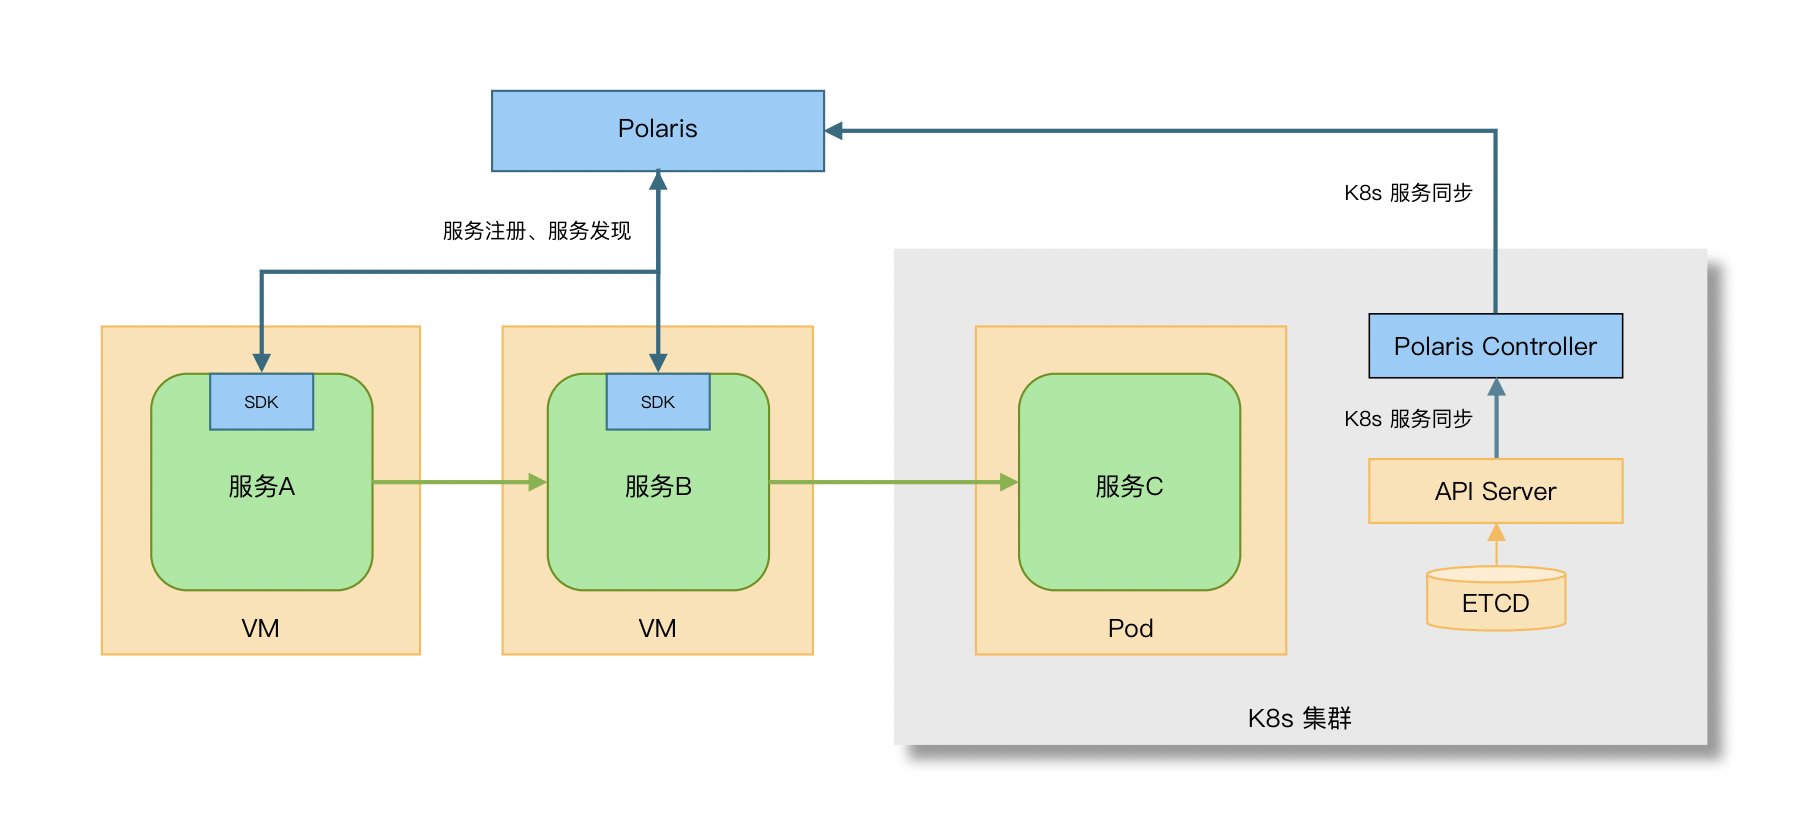 Polaris
K8s 服务同步
服务注册、服务发现
Polaris Controller
SDK
SDK
K8s 服务同步
服务A
服务B
服务C
API Server
ETCD
VM
VM
Pod
K8s 集群